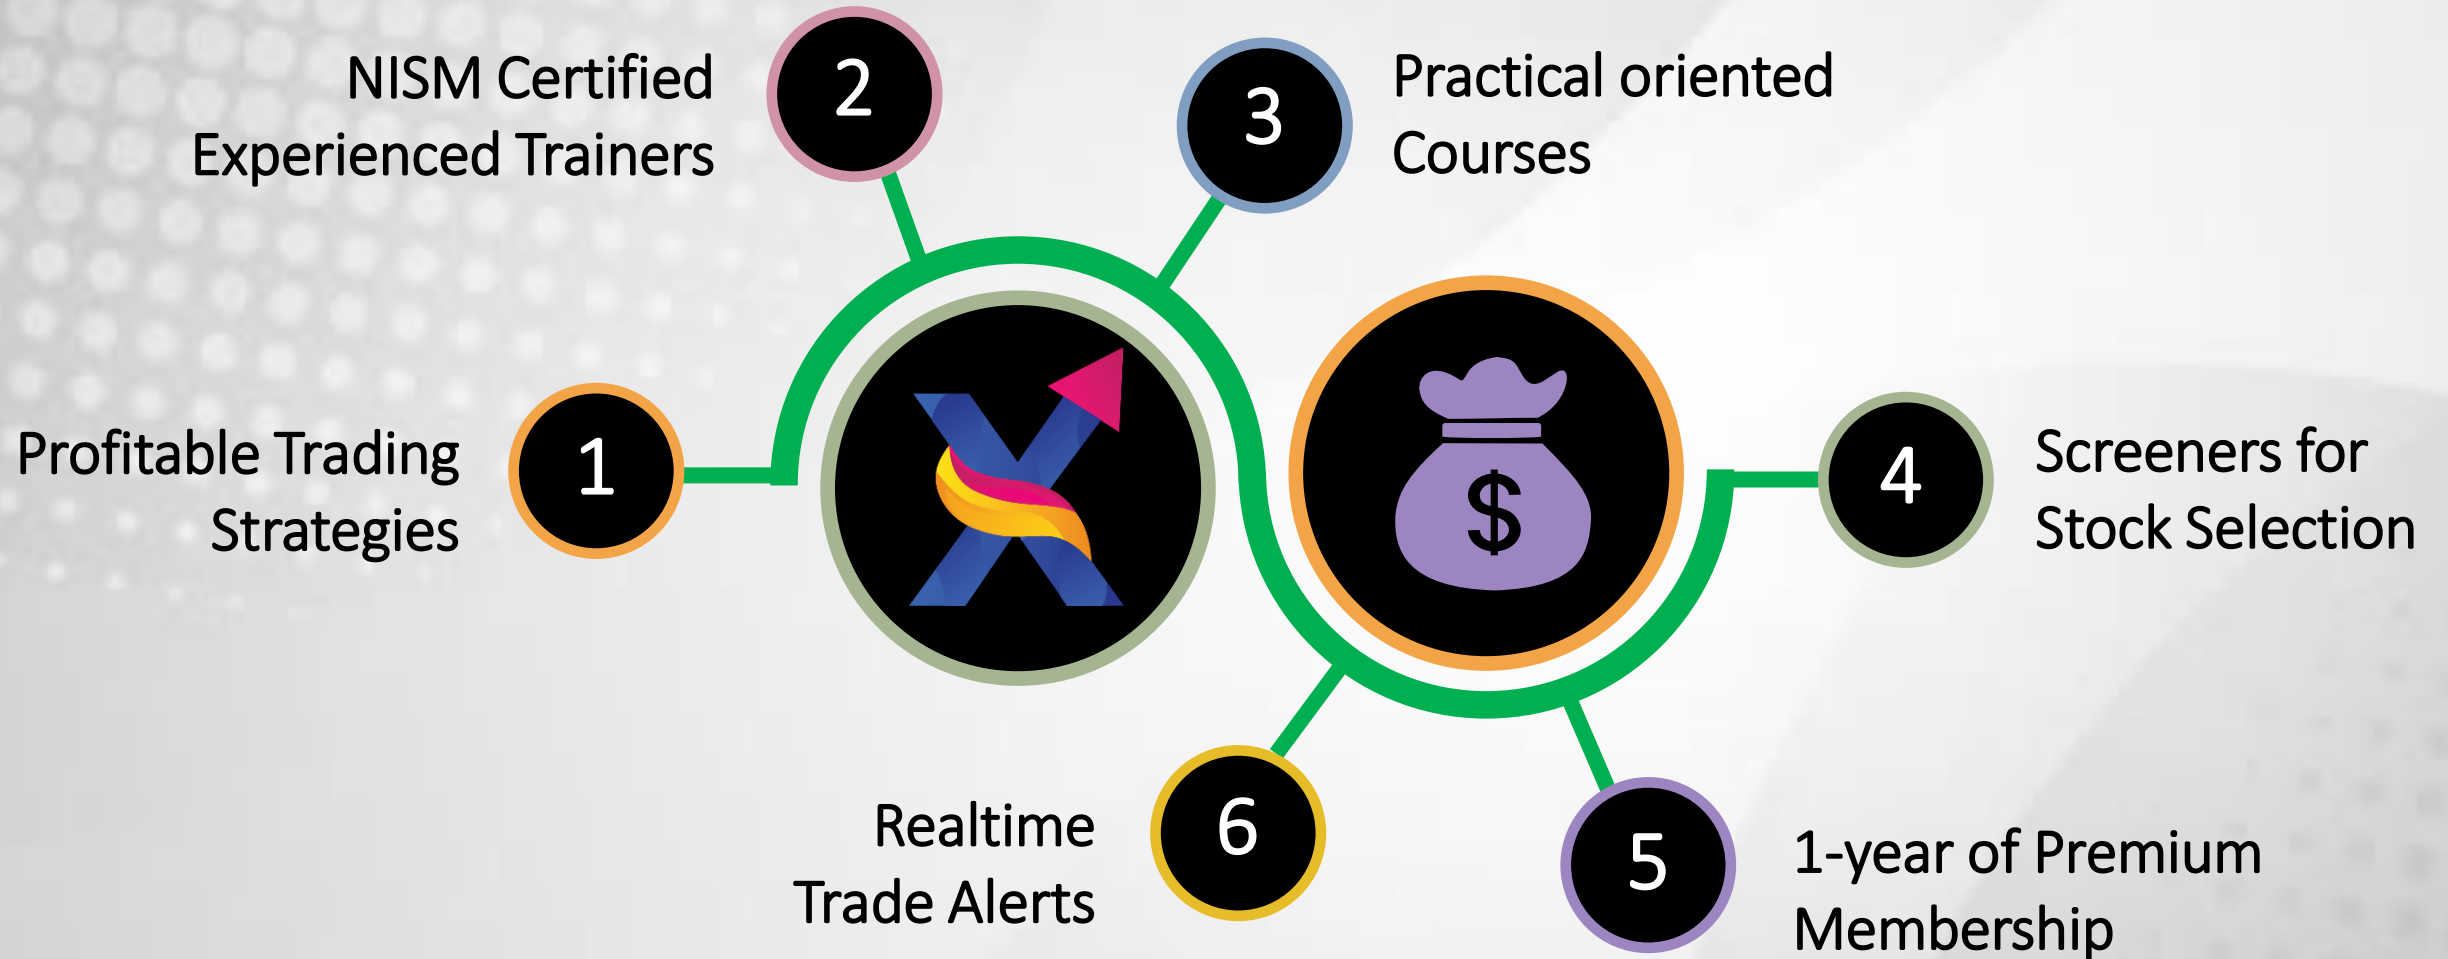 1
Profitable Trading
Strategies
2
NISM Certified
Experienced Trainers
3
Practical oriented
Courses
$
4
Screeners for
Stock Selection
5
1-year of Premium
Membership
6
Realtime
Trade Alerts